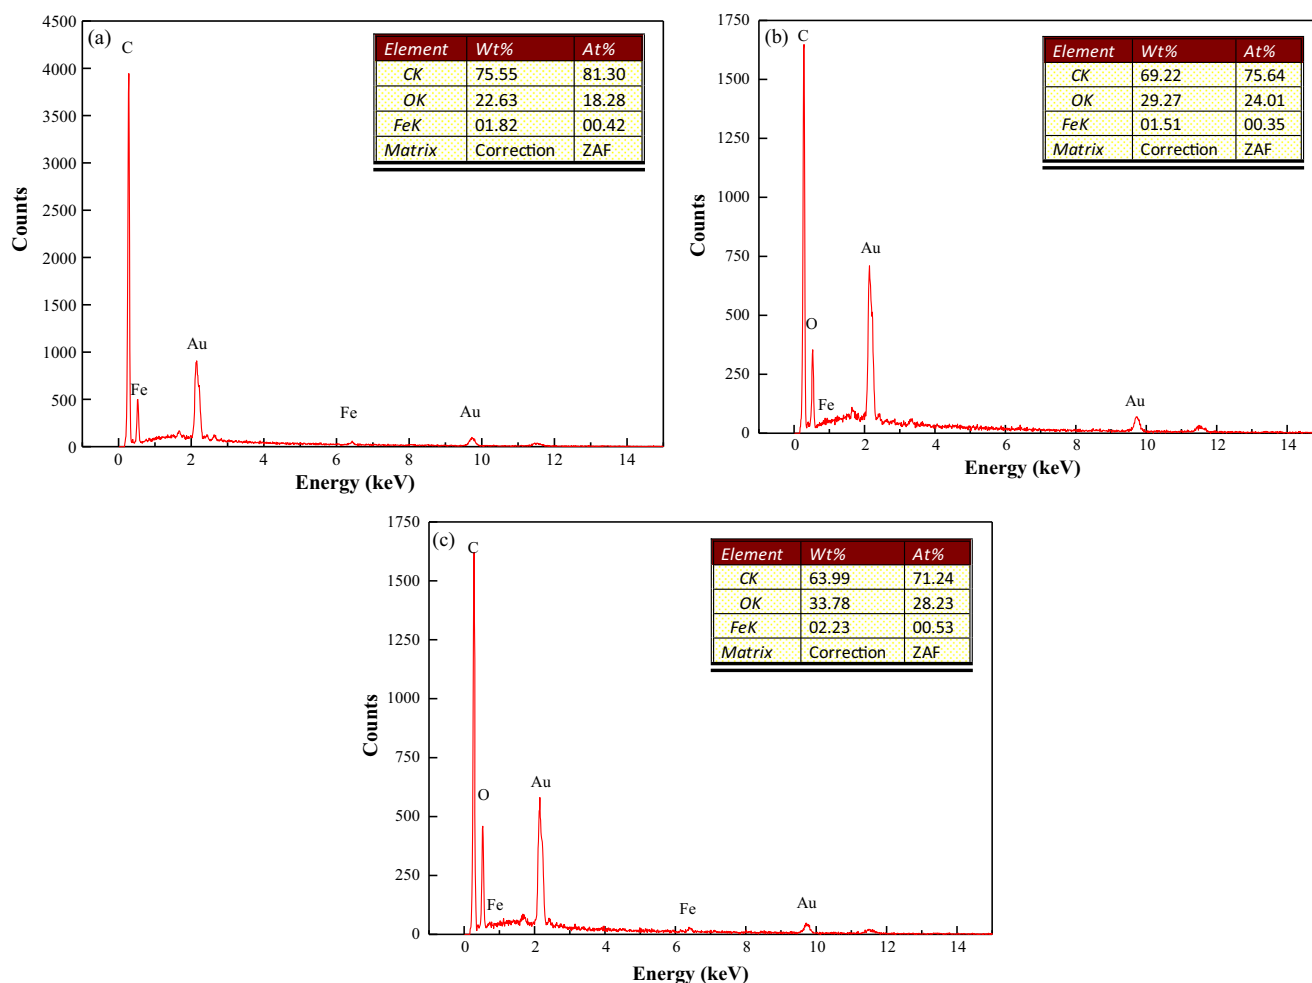 (a)
C
Element Wt% At%
CK 75.55 81.30
OK 22.63 18.28
FeK 01.82 00.42
Matrix Correction ZAF
4500
4000
3500
3000
2500
2000
1500
1000
500
0
Counts
Fe
Au
Fe
Au
0 2 4 6 8 10 12 14
Energy (keV)
(b)
C
Element Wt% At%
CK 69.22 75.64
OK 29.27 24.01
FeK 01.51 00.35
Matrix Correction ZAF
1750
1500
1250
1000
750
500
250
0
Counts
O
Fe
Au
Au
0 2 4 6 8 10 12 14
Energy (keV)
(c)
C
Element Wt% At%
CK 63.99 71.24
OK 33.78 28.23
FeK 02.23 00.53
Matrix Correction ZAF
1750
1500
1250
1000
750
500
250
0
Counts
O
Fe
Au
Fe
Au
0 2 4 6 8 10 12 14
Energy (keV)